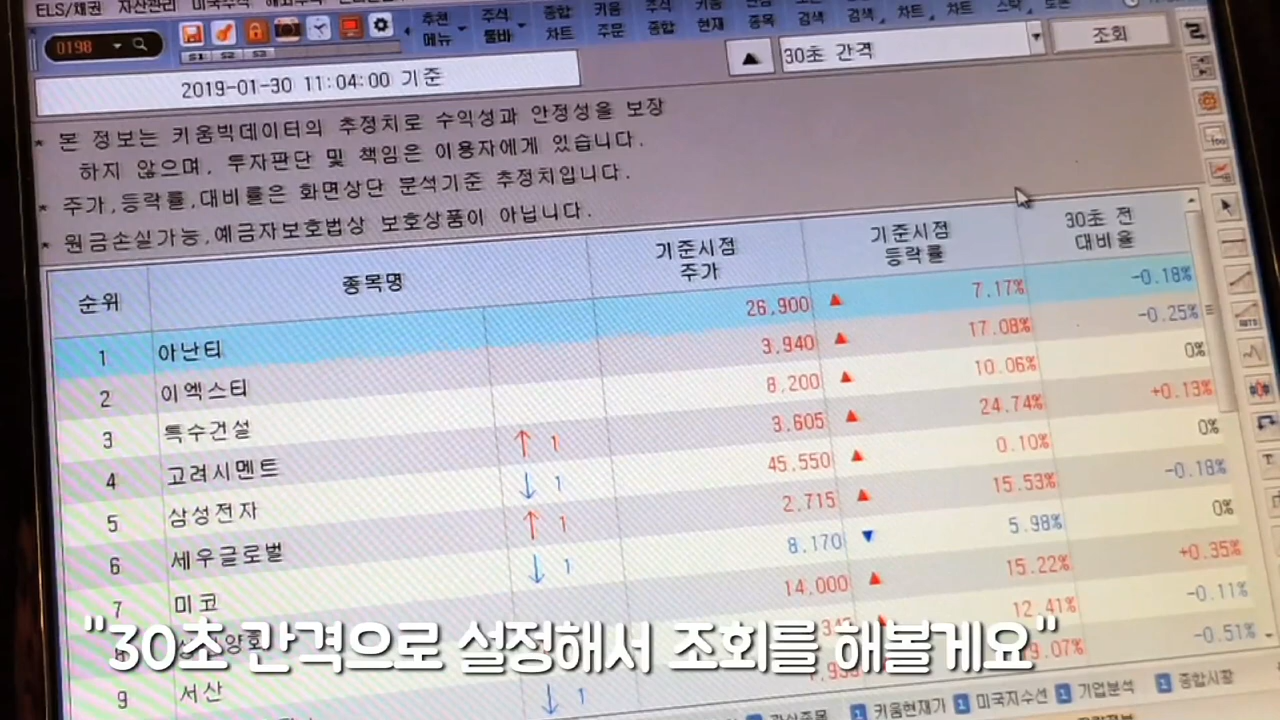 ELS/채권 자산관리
0198
추천 메뉴 주식 툴바 종합 차트 키움 주문 주식 종합 키움 현재 종목 검색 검색 차트 차트
S1 S2 S3
2019-01-30 11:04:00 기준
▲ 30초 간격 조회
* 본 정보는 키움빅데이터의 추정치로 수익성과 안정성을 보장
하지 않으며, 투자판단 및 책임은 이용자에게 있습니다.
* 주가,등락률,대비률은 화면상단 분석기준 추정치입니다.
* 원금손실가능,예금자보호법상 보호상품이 아닙니다.
순위 종목명 기준시점 주가 기준시점 등락률 30초 전 대비율
1 아난티 26,900 ▲ 7.17% -0.18%
2 이엑스티 3,940 ▲ 17.08% -0.25%
3 특수건설 8,200 ▲ 10.06% 0%
4 고려시멘트 ↑ 1 3,605 ▲ 24.74% +0.13%
5 삼성전자 ↓ 1 45,550 ▲ 0.10% 0%
6 세우글로벌 ↑ 1 2,715 ▲ 15.53% -0.18%
7 미코 ↓ 1 8,170 ▼ 5.98% 0%
14,000 ▲ 15.22% +0.35%
9 서산 12.41% -0.11%
↓ 1 -0.51%
"30초 간격으로 설정해서 조회를 해볼게요"
1 키움현재가 1 미국지수선 1 기업분석 1 종합시황